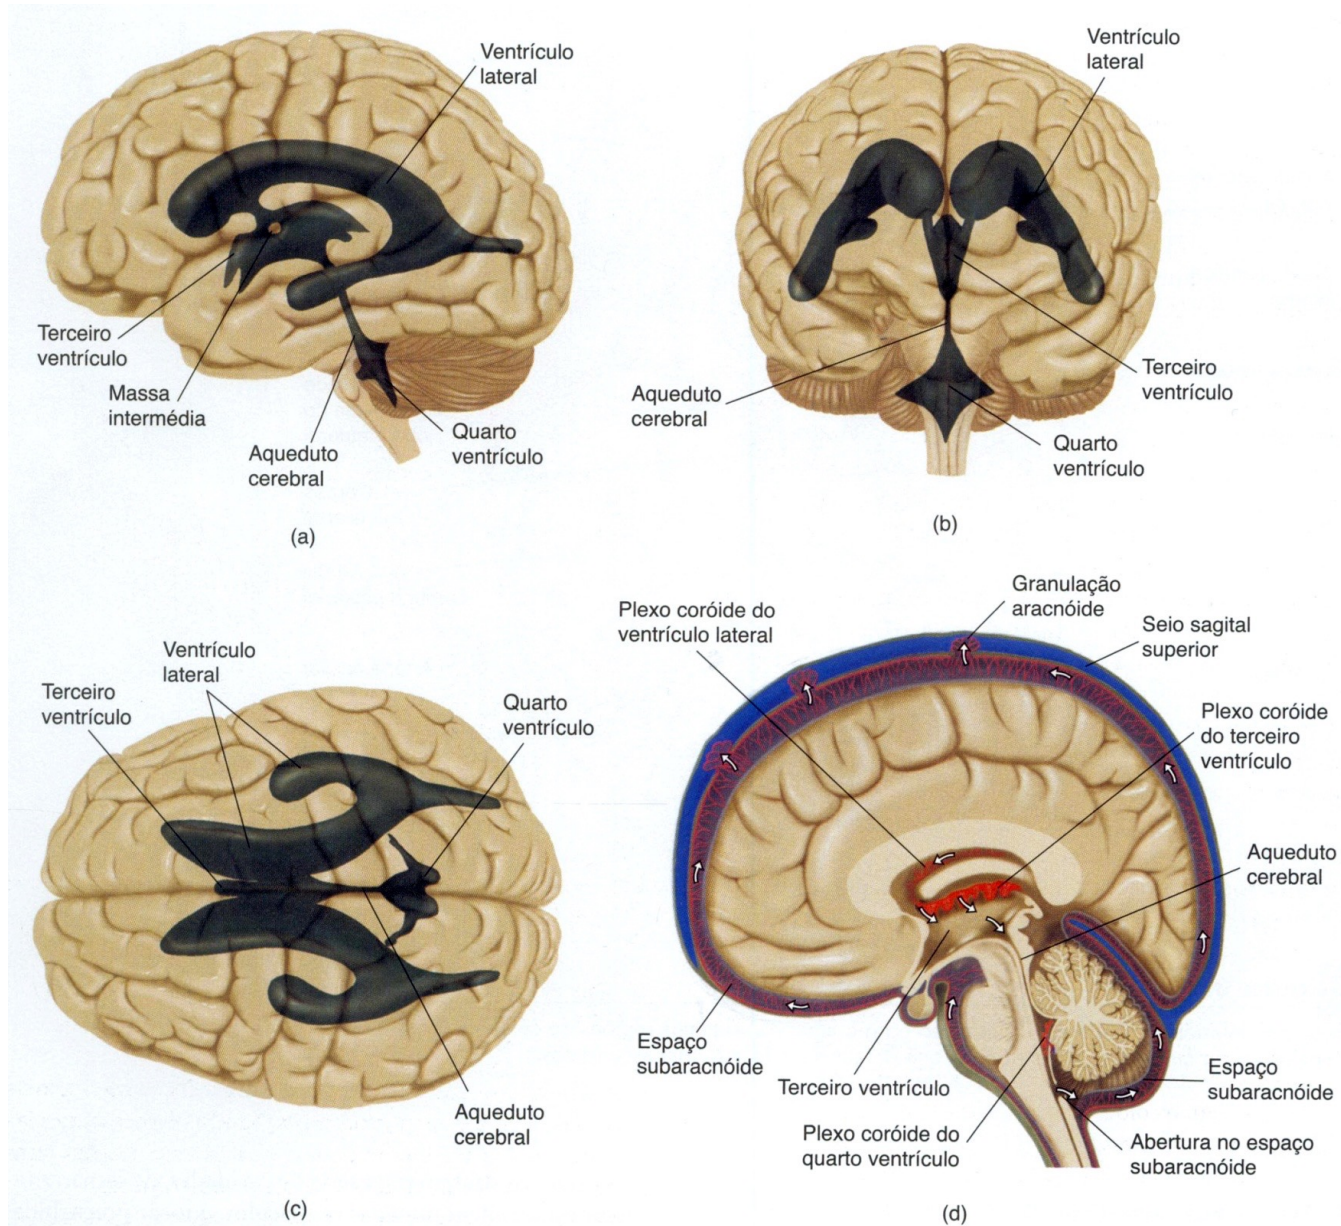 Ventrículo
lateral
Terceiro
ventrículo
Massa
intermédia
Aqueduto
cerebral
Quarto
ventrículo
(a)
Ventrículo
lateral
Aqueduto
cerebral
Terceiro
ventrículo
Quarto
ventrículo
(b)
Ventrículo
lateral
Terceiro
ventrículo
Quarto
ventrículo
Aqueduto
cerebral
(c)
Granulação
aracnóide
Plexo coróide do
ventrículo lateral
Seio sagital
superior
Plexo coróide
do terceiro
ventrículo
Aqueduto
cerebral
Espaço
subaracnóide
Terceiro ventrículo
Espaço
subaracnóide
Plexo coróide do
quarto ventrículo
Abertura no espaço
subaracnóide
(d)